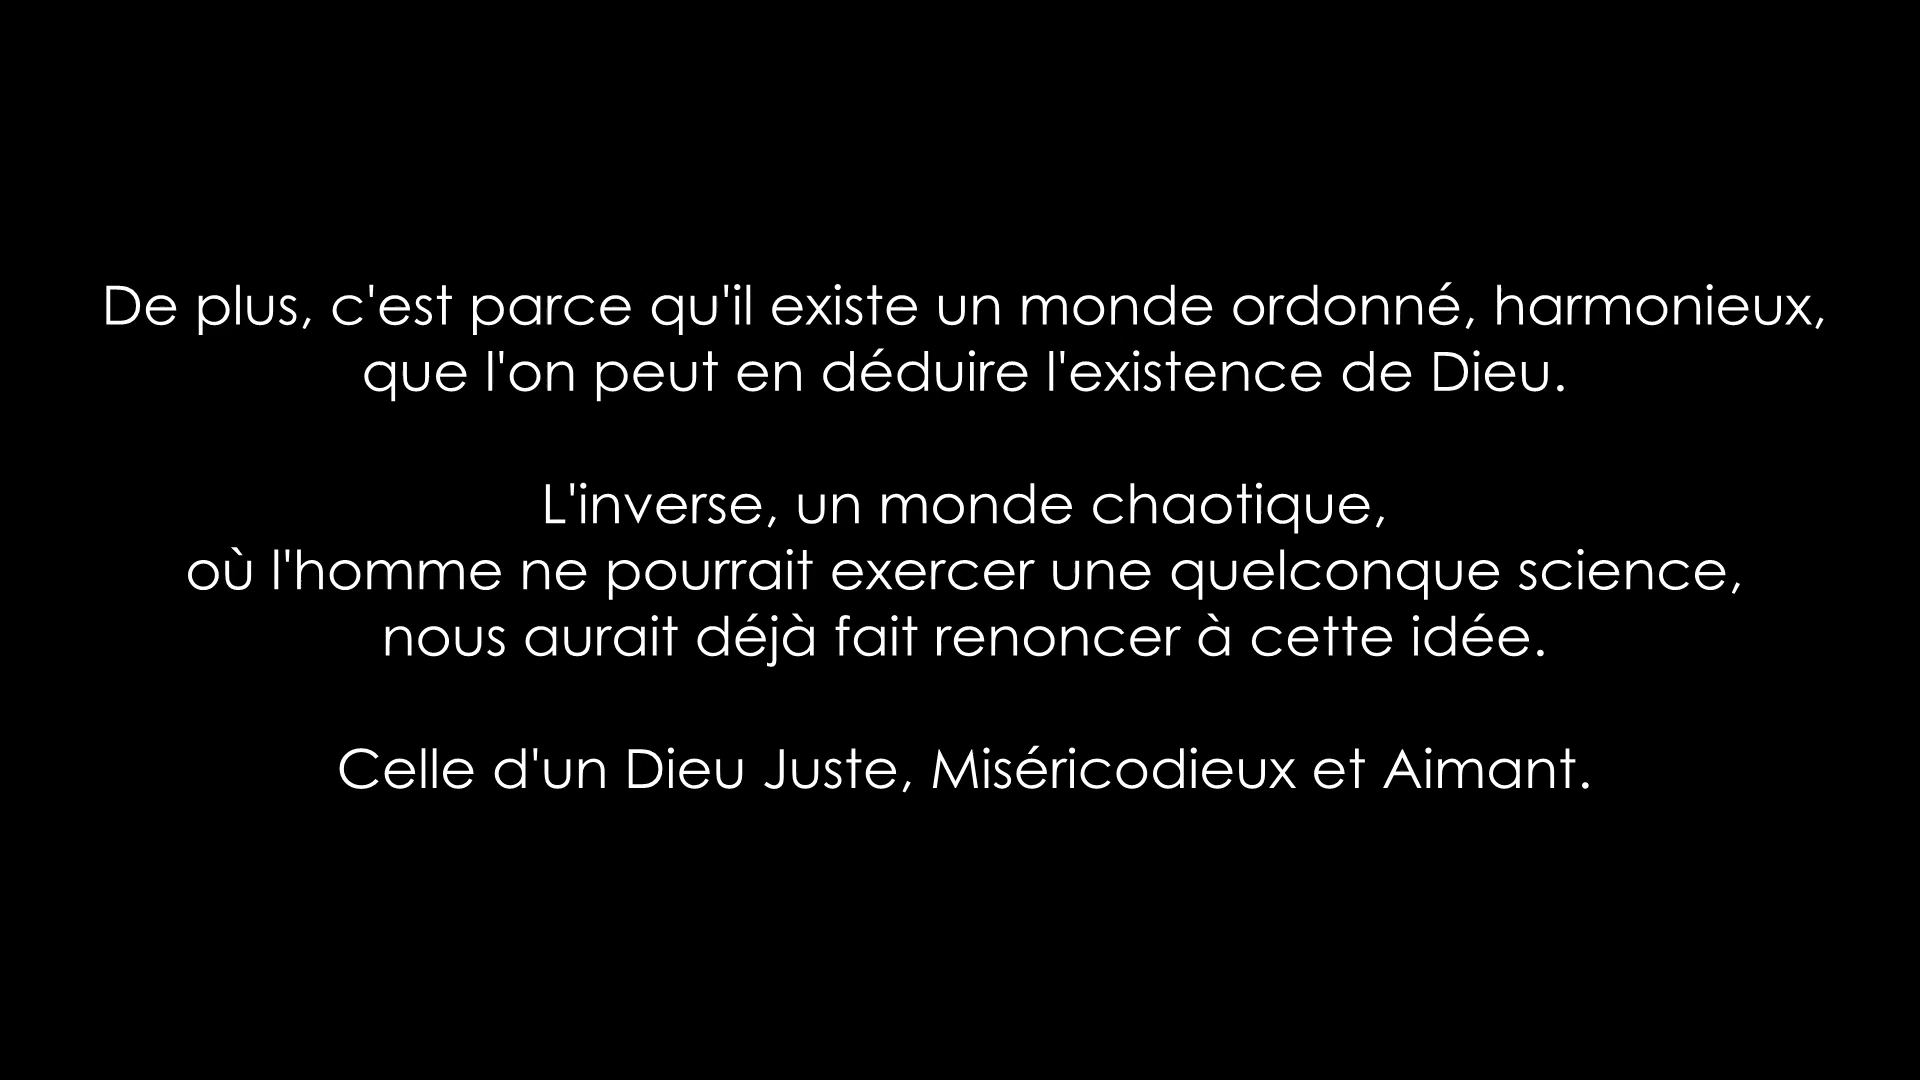 De plus, c'est parce qu'il existe un monde ordonné, harmonieux,
que l'on peut en déduire l'existence de Dieu.
L'inverse, un monde chaotique,
où l'homme ne pourrait exercer une quelconque science,
nous aurait déjà fait renoncer à cette idée.
Celle d'un Dieu Juste, Miséricodieux et Aimant.